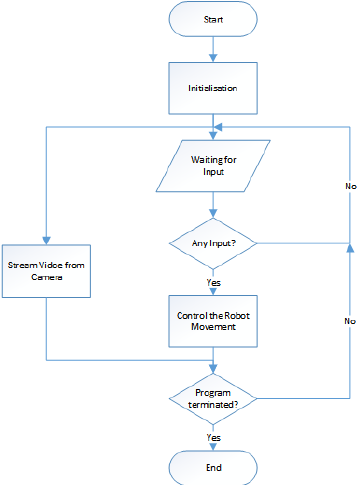 Start
Initialisation
Waiting for
Input
No
Any Input?
Stream Vidoe from
Camera
Yes
Control the Robot
Movement
No
Program
terminated?
Yes
End